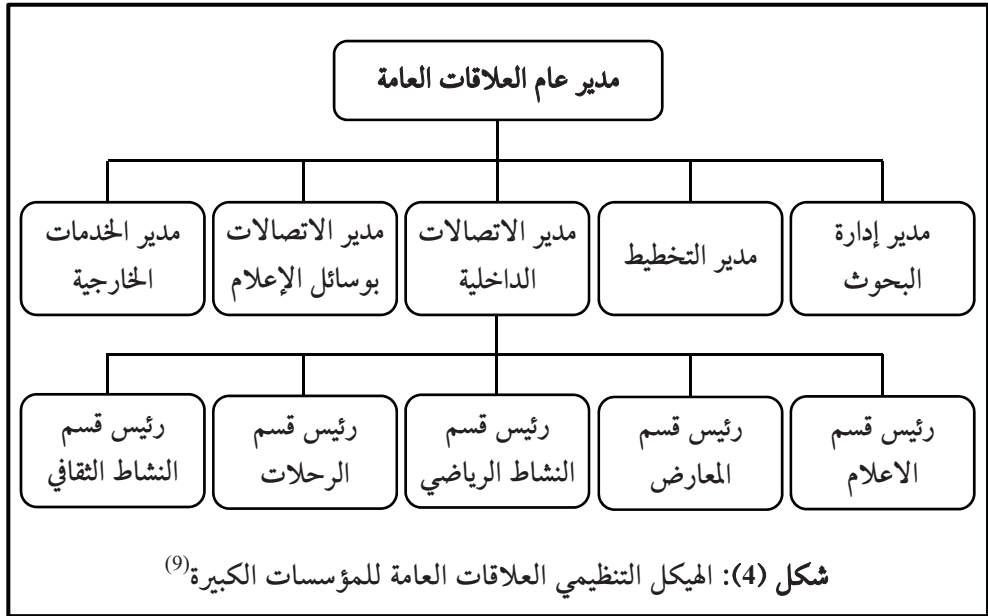 مدير عام العلاقات العامة
مدير إدارة
البحوث
مدير التخطيط
مدير الاتصالات
الداخلية
مدير الاتصالات
بوسائل الإعلام
مدير الخدمات
الخارجية
رئيس قسم
الاعلام
رئيس قسم
المعارض
رئيس قسم
النشاط الرياضي
رئيس قسم
الرحلات
رئيس قسم
النشاط الثقافي
شكل (4): الهيكل التنظيمي العلاقات العامة للمؤسسات الكبيرة(9)